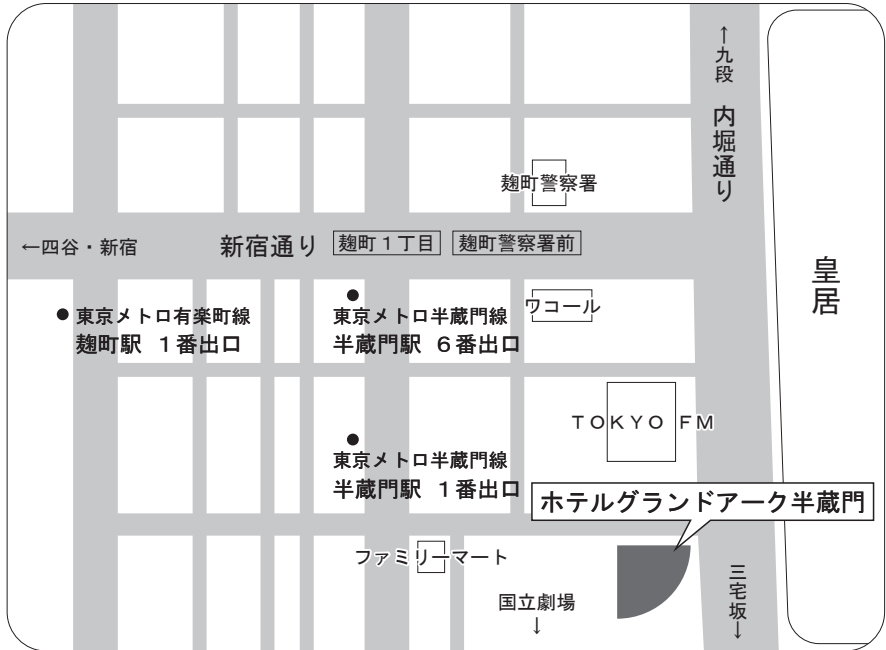 ↑九段
内堀通り
麹町警察署
←四谷・新宿
新宿通り
麹町1丁目
麹町警察署前
皇居
東京メトロ有楽町線
麹町駅 1番出口
東京メトロ半蔵門線
半蔵門駅 6番出口
ワコール
TOKYO FM
東京メトロ半蔵門線
半蔵門駅 1番出口
ホテルグランドアーク半蔵門
ファミリーマート
国立劇場
↓
三宅坂↓